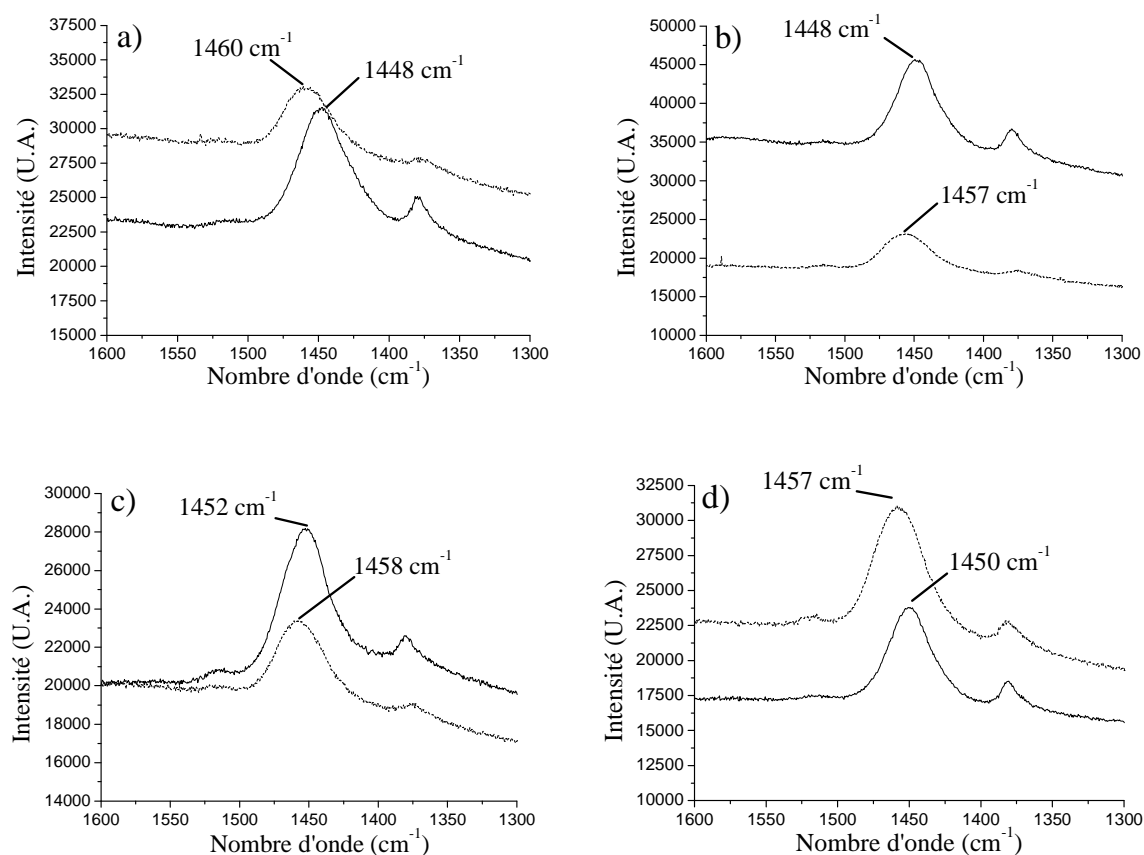 a)
1460 cm⁻¹
1448 cm⁻¹
37500
35000
32500
30000
27500
25000
22500
20000
17500
15000
Intensité (U.A.)
1600 1550 1500 1450 1400 1350 1300
Nombre d'onde (cm⁻¹)
b)
1448 cm⁻¹
1457 cm⁻¹
50000
45000
40000
35000
30000
25000
20000
15000
10000
Intensité (U.A.)
1600 1550 1500 1450 1400 1350 1300
Nombre d'onde (cm⁻¹)
c)
1452 cm⁻¹
1458 cm⁻¹
30000
28000
26000
24000
22000
20000
18000
16000
14000
Intensité (U.A.)
1600 1550 1500 1450 1400 1350 1300
Nombre d'onde (cm⁻¹)
d)
1457 cm⁻¹
1450 cm⁻¹
32500
30000
27500
25000
22500
20000
17500
15000
12500
10000
Intensité (U.A.)
1600 1550 1500 1450 1400 1350 1300
Nombre d'onde (cm⁻¹)